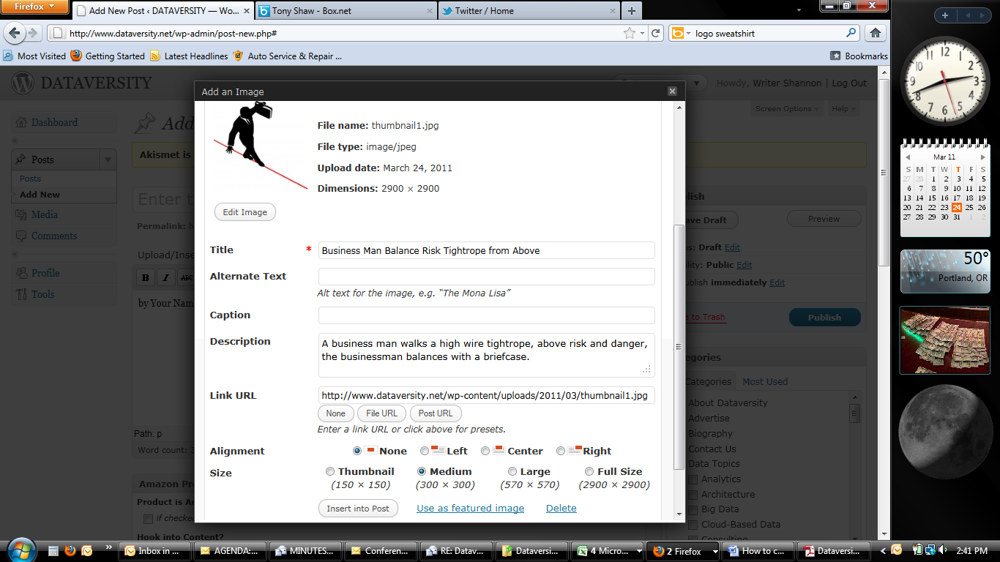 Firefox
Add New Post ‹ DATAVERSITY — Wo...
Tony Shaw - Box.net
Twitter / Home
http://www.dataversity.net/wp-admin/post-new.php#
logo sweatshirt
Most Visited
Getting Started
Latest Headlines
Auto Service & Repair ...
Bookmarks
DATAVERSITY
Howdy, Writer Shannon | Log Out
Add an Image
Screen Options
Help
Dashboard
Add
Akismet is
Posts
Posts
Add New
Media
Comments
Profile
Tools
Enter t
Permalink: h
Upload/Inse
B I ABC
by Your Nam
Path: p
Word count: 3
Amazon Pr
Product is Ac
if checked
Hook into Content?
File name: thumbnail1.jpg
File type: image/jpeg
Upload date: March 24, 2011
Dimensions: 2900 × 2900
Edit Image
Title * Business Man Balance Risk Tightrope from Above
Alternate Text
Alt text for the image, e.g. “The Mona Lisa”
Caption
Description
A business man walks a high wire tightrope, above risk and danger,
the businessman balances with a briefcase.
Link URL
http://www.dataversity.net/wp-content/uploads/2011/03/thumbnail1.jpg
None File URL Post URL
Enter a link URL or click above for presets.
Alignment None Left Center Right
Size Thumbnail Medium Large Full Size
(150 × 150) (300 × 300) (570 × 570) (2900 × 2900)
Insert into Post Use as featured image Delete
blish
ave Draft Preview
s: Draft Edit
ility: Public Edit
ublish immediately Edit
e to Trash Publish
egories
Categories Most Used
About Dataversity
Advertise
Biography
Contact Us
Data Topics
Analytics
Architecture
Big Data
Cloud-Based Data
Consulting
12 1 2 3 4 5 6 7 8 9 10 11
Mar 11
S M T W T F S
27 28 1 2 3 4 5
6 7 8 9 10 11 12
13 14 15 16 17 18 19
20 21 22 23 24 25 26
27 28 29 30 31 1 2
50°
Portland, OR
Inbox in ...
AGENDA:...
MINUTES...
Conferen...
RE: Datav...
Dataversi...
4 Micro...
2 Firefox
How to c...
Dataversi...
2:41 PM